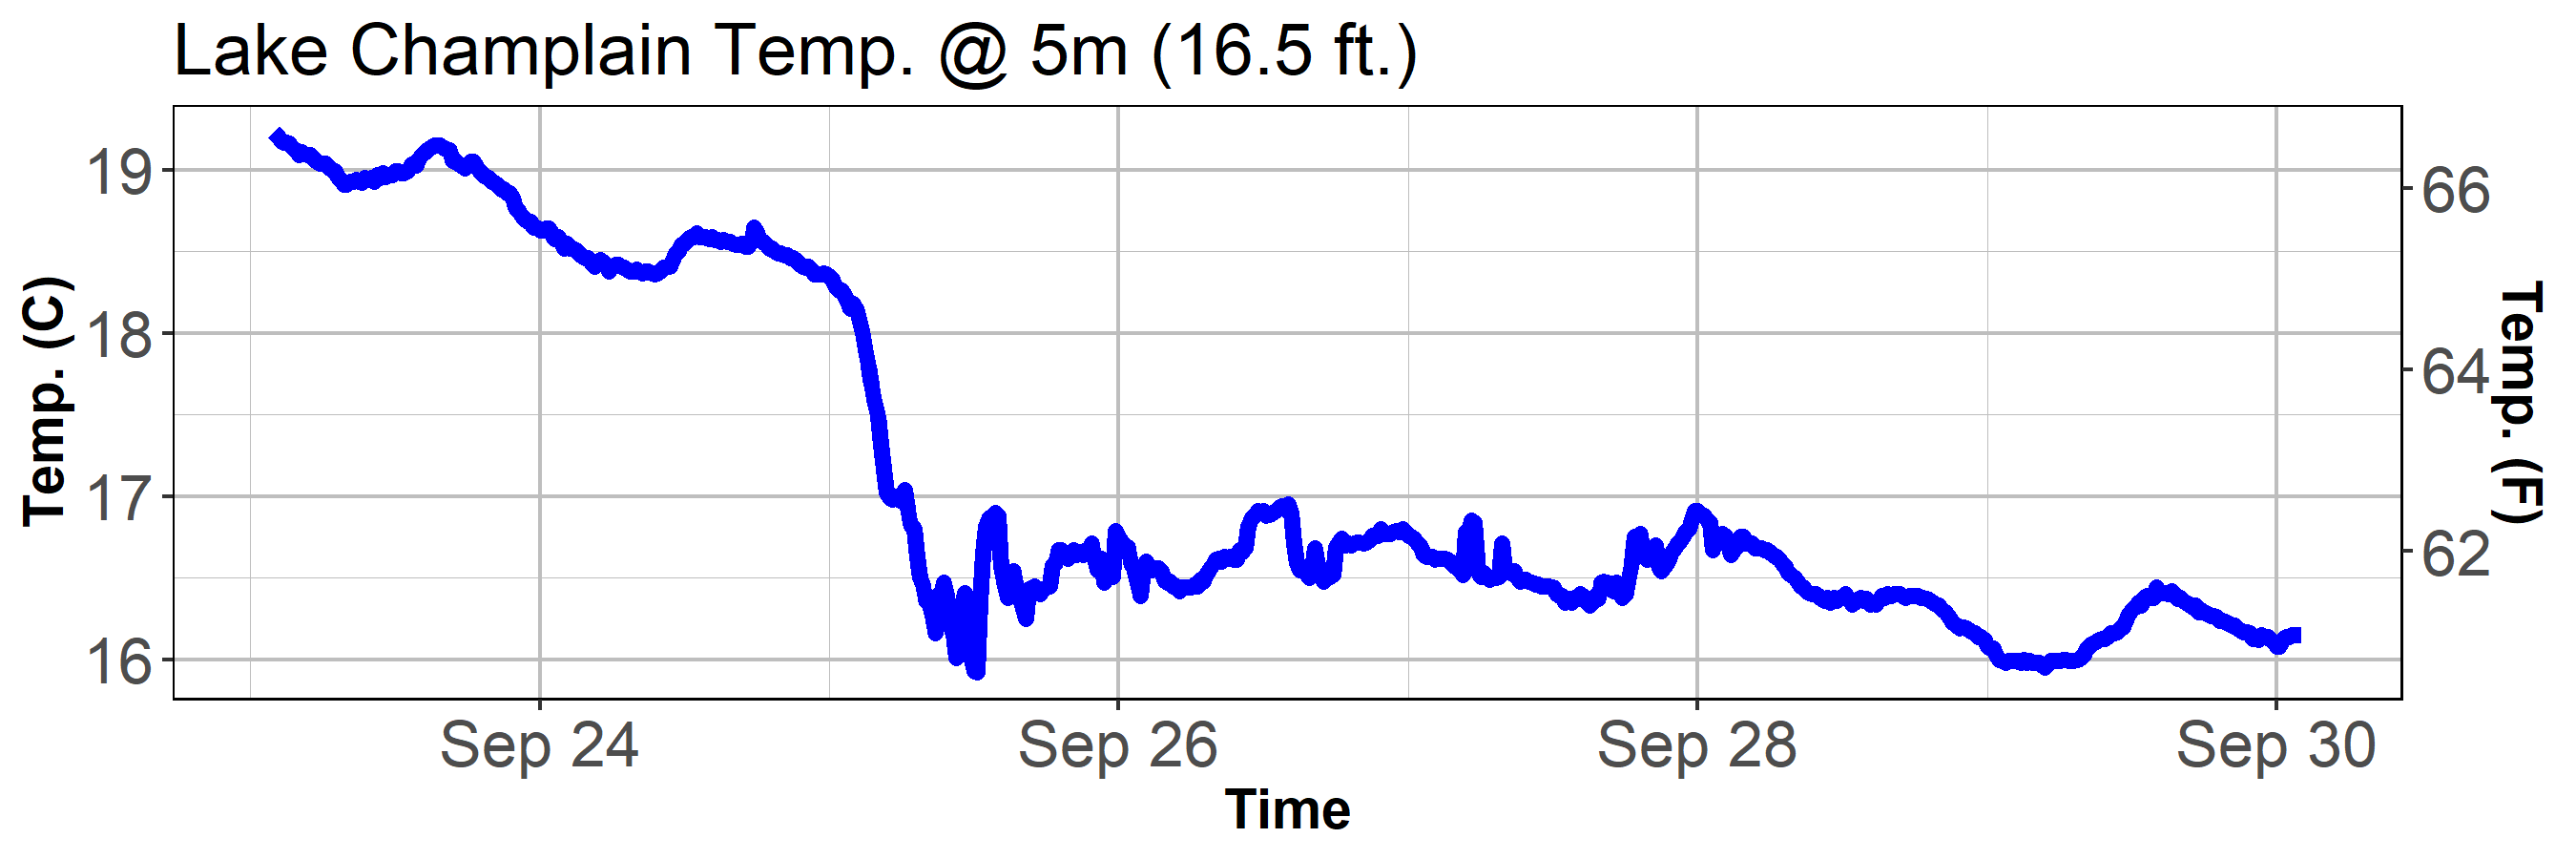 Lake Champlain Temp. @ 5m (16.5 ft.)
19
18
17
16
Temp. (C)
66
64
62
Temp. (F)
Sep 24 Sep 26 Sep 28 Sep 30
Time